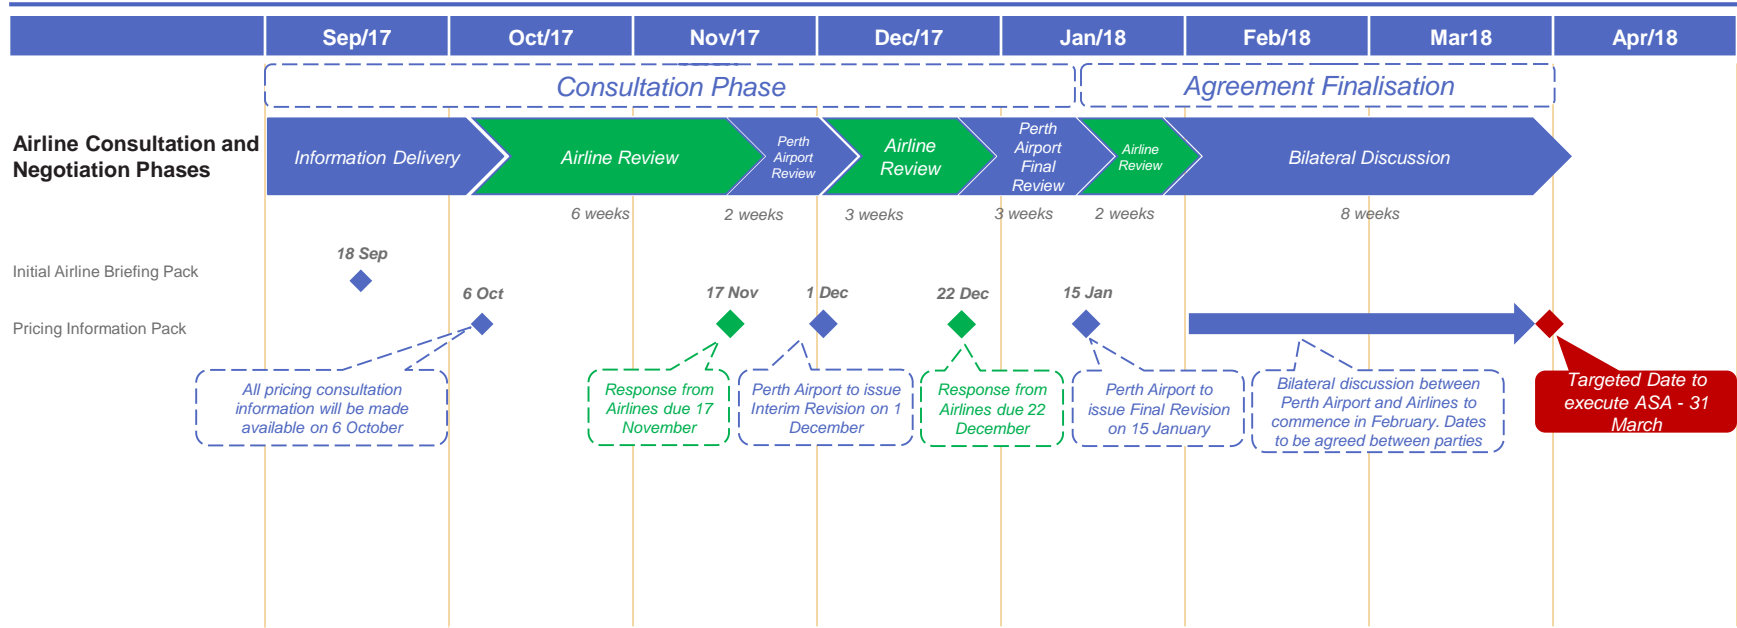 Sep/17
Oct/17
Nov/17
Dec/17
Jan/18
Feb/18
Mar18
Apr/18
Consultation Phase
Agreement Finalisation
Airline Consultation and
Negotiation Phases
Information Delivery
Airline Review
Perth
Airport
Review
Airline
Review
Perth
Airport
Final
Review
Airline
Review
Bilateral Discussion
6 weeks
2 weeks
3 weeks
3 weeks
2 weeks
8 weeks
Initial Airline Briefing Pack
18 Sep
Pricing Information Pack
6 Oct
17 Nov
1 Dec
22 Dec
15 Jan
All pricing consultation
information will be made
available on 6 October
Response from
Airlines due 17
November
Perth Airport to issue
Interim Revision on 1
December
Response from
Airlines due 22
December
Perth Airport to
issue Final Revision
on 15 January
Bilateral discussion between
Perth Airport and Airlines to
commence in February. Dates
to be agreed between parties
Targeted Date to
execute ASA - 31
March